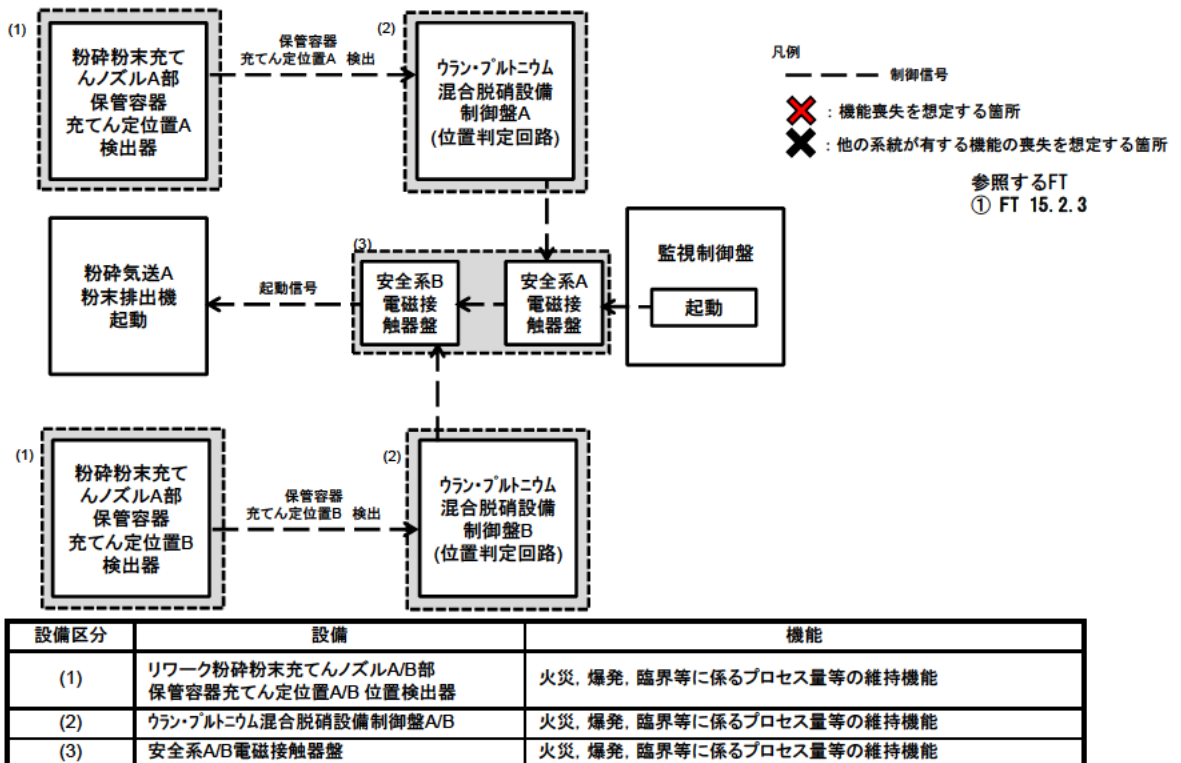 (1)
粉砕粉末充て
んノズルA部
保管容器
充てん定位置A
検出器
保管容器
充てん定位置A 検出
(2)
ウラン・プルトニウム
混合脱硝設備
制御盤A
(位置判定回路)
凡例
制御信号
：機能喪失を想定する箇所
：他の系統が有する機能の喪失を想定する箇所
参照するFT
① FT 15.2.3
粉砕気送A
粉末排出機
起動
起動信号
(3)
安全系B
電磁接
触器盤
安全系A
電磁接
触器盤
監視制御盤
起動
(1)
粉砕粉末充て
んノズルA部
保管容器
充てん定位置B
検出器
保管容器
充てん定位置B 検出
(2)
ウラン・プルトニウム
混合脱硝設備
制御盤B
(位置判定回路)
設備区分 設備 機能
(1) リワーク粉砕粉末充てんノズルA/B部
保管容器充てん定位置A/B 位置検出器 火災，爆発，臨界等に係るプロセス量等の維持機能
(2) ウラン・プルトニウム混合脱硝設備制御盤A/B 火災，爆発，臨界等に係るプロセス量等の維持機能
(3) 安全系A/B電磁接触器盤 火災，爆発，臨界等に係るプロセス量等の維持機能